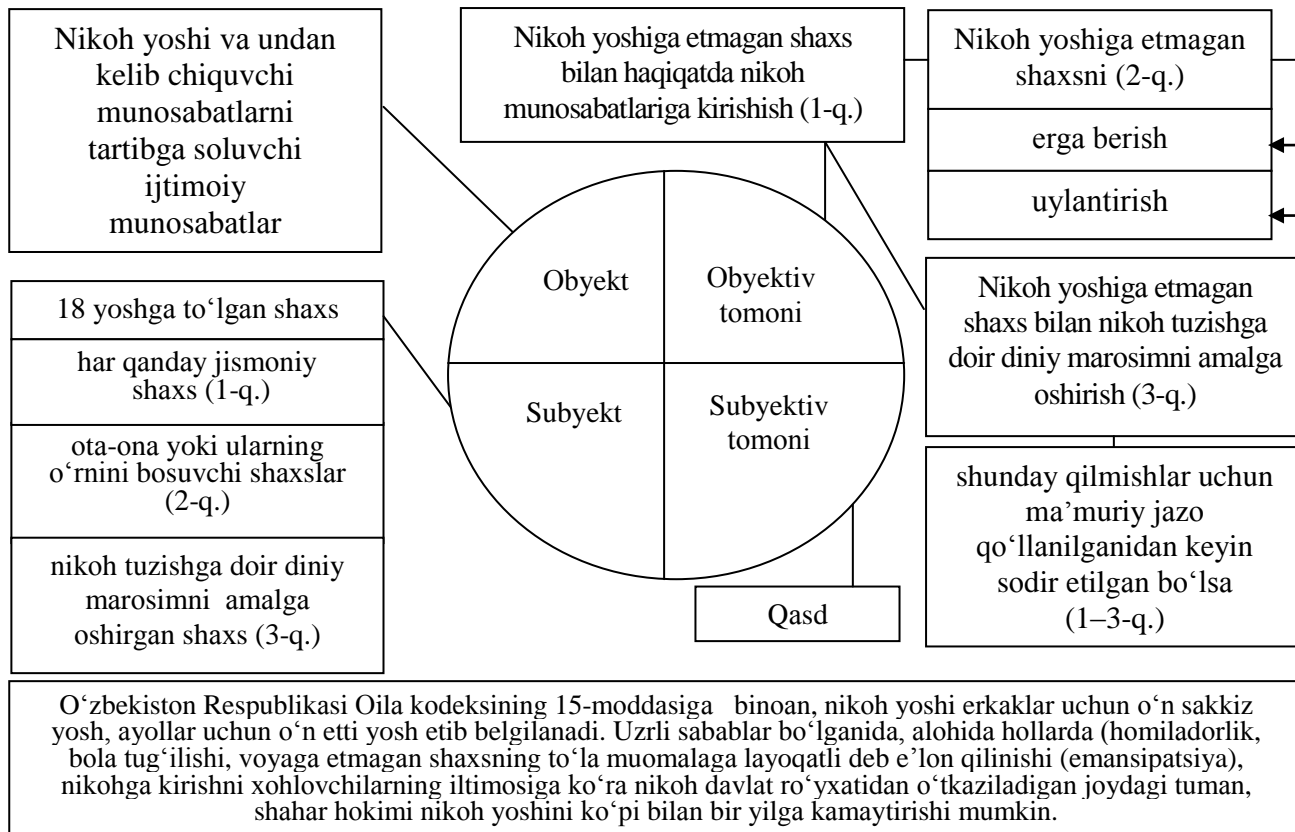 Nikoh yoshi va undan
kelib chiquvchi
munosabatlarni
tartibga soluvchi
ijtimoiy
munosabatlar
Nikoh yoshiga etmagan shaxs
bilan haqiqatda nikoh
munosabatlariga kirishish (1-q.)
Nikoh yoshiga etmagan
shaxsni (2-q.)
erga berish
uylantirish
18 yoshga to‘lgan shaxs
har qanday jismoniy
shaxs (1-q.)
ota-ona yoki ularning
o‘rnini bosuvchi shaxslar
(2-q.)
nikoh tuzishga doir diniy
marosimni amalga
oshirgan shaxs (3-q.)
Obyekt
Obyektiv
tomoni
Subyekt
Subyektiv
tomoni
Qasd
Nikoh yoshiga etmagan
shaxs bilan nikoh tuzishga
doir diniy marosimni amalga
oshirish (3-q.)
shunday qilmishlar uchun
ma’muriy jazo
qo‘llanilganidan keyin
sodir etilgan bo‘lsa
(1–3-q.)
O‘zbekiston Respublikasi Oila kodeksining 15-moddasiga binoan, nikoh yoshi erkaklar uchun o‘n sakkiz
yosh, ayollar uchun o‘n etti yosh etib belgilanadi. Uzrli sabablar bo‘lganida, alohida hollarda (homiladorlik,
bola tug‘ilishi, voyaga etmagan shaxsning to‘la muomalaga layoqatli deb e’lon qilinishi (emansipatsiya),
nikohga kirishni xohlovchilarning iltimosiga ko‘ra nikoh davlat ro‘yxatidan o‘tkaziladigan joydagi tuman,
shahar hokimi nikoh yoshini ko‘pi bilan bir yilga kamaytirishi mumkin.